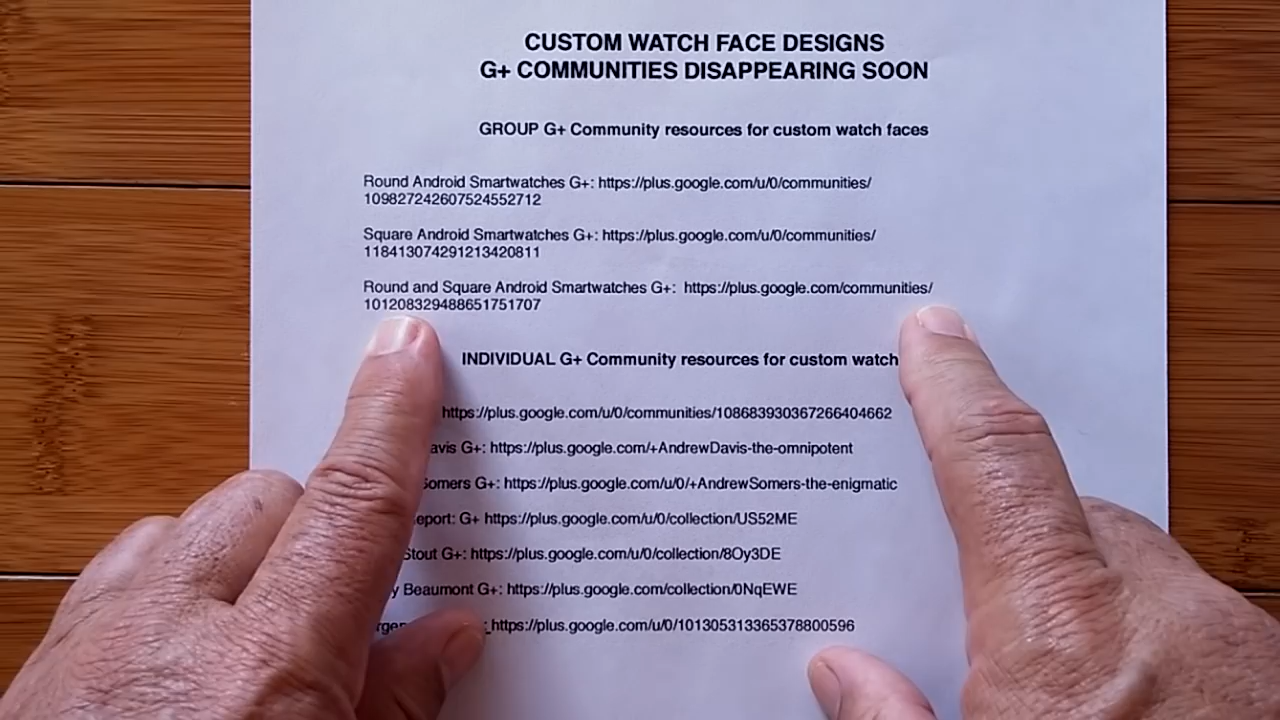 CUSTOM WATCH FACE DESIGNS
G+ COMMUNITIES DISAPPEARING SOON
GROUP G+ Community resources for custom watch faces
Round Android Smartwatches G+: https://plus.google.com/u/0/communities/
109827242607524552712
Square Android Smartwatches G+: https://plus.google.com/u/0/communities/
118413074291213420811
Round and Square Android Smartwatches G+: https://plus.google.com/communities/
101208329488651751707
INDIVIDUAL G+ Community resources for custom watch
https://plus.google.com/u/0/communities/108683930367266404662
avis G+: https://plus.google.com/+AndrewDavis-the-omnipotent
Somers G+: https://plus.google.com/u/0/+AndrewSomers-the-enigmatic
eport: G+ https://plus.google.com/u/0/collection/US52ME
Stout G+: https://plus.google.com/u/0/collection/8Oy3DE
y Beaumont G+: https://plus.google.com/collection/0NqEWE
: https://plus.google.com/u/0/101305313365378800596